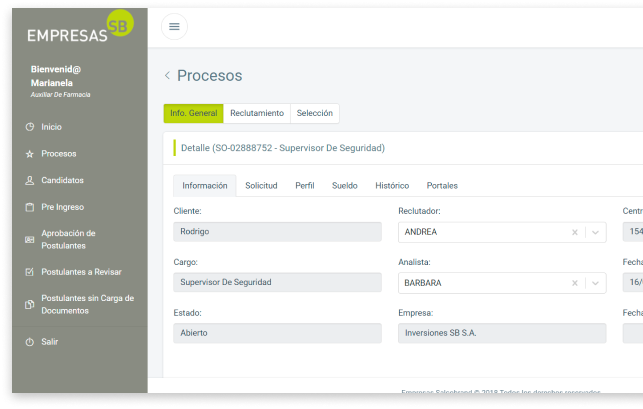 EMPRESAS SB
Bienvenid@
Marianela
Auxiliar De Farmacia
Inicio
Procesos
Candidatos
Pre Ingreso
Aprobación de
Postulantes
Postulantes a Revisar
Postulantes sin Carga de
Documentos
Salir
< Procesos
Info. General Reclutamiento Selección
Detalle (SO-02888752 - Supervisor De Seguridad)
Información Solicitud Perfil Sueldo Histórico Portales
Cliente: Reclutador: Centr
Rodrigo ANDREA x 154
Cargo: Analista: Fecha
Supervisor De Seguridad BARBARA x 16/
Estado: Empresa: Fecha
Abierto Inversiones SB S.A.
Empresas Salcobrand © 2018 Todos los derechos reservados